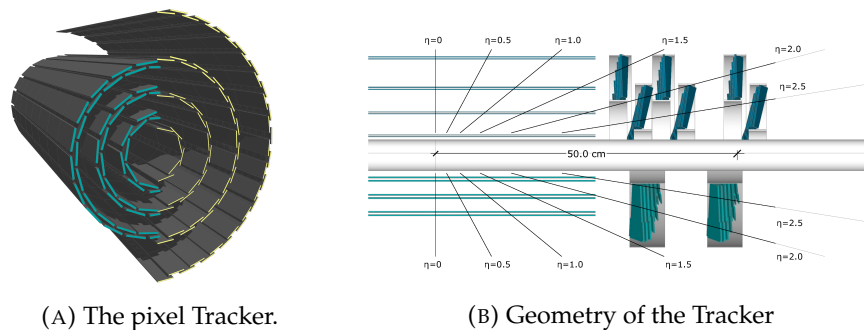 η=0
η=0.5
η=1.0
η=1.5
η=2.0
η=2.5
50.0 cm
η=2.5
η=2.0
η=0
η=0.5
η=1.0
η=1.5
(A) The pixel Tracker.
(B) Geometry of the Tracker